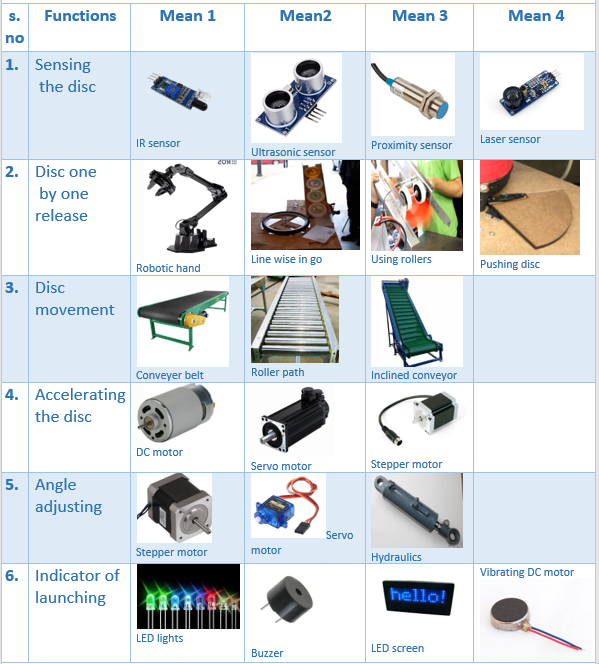 s. no
Functions
Mean 1
Mean2
Mean 3
Mean 4
1.
Sensing
the disc
IR sensor
Ultrasonic sensor
Proximity sensor
Laser sensor
2.
Disc one
by one
release
Robotic hand
Line wise in go
Using rollers
Pushing disc
3.
Disc
movement
Conveyer belt
Roller path
Inclined conveyor
4.
Accelerating
the disc
DC motor
Servo motor
Stepper motor
5.
Angle
adjusting
Stepper motor
Servo
motor
Hydraulics
6.
Indicator of
launching
LED lights
Buzzer
hello!
LED screen
Vibrating DC motor